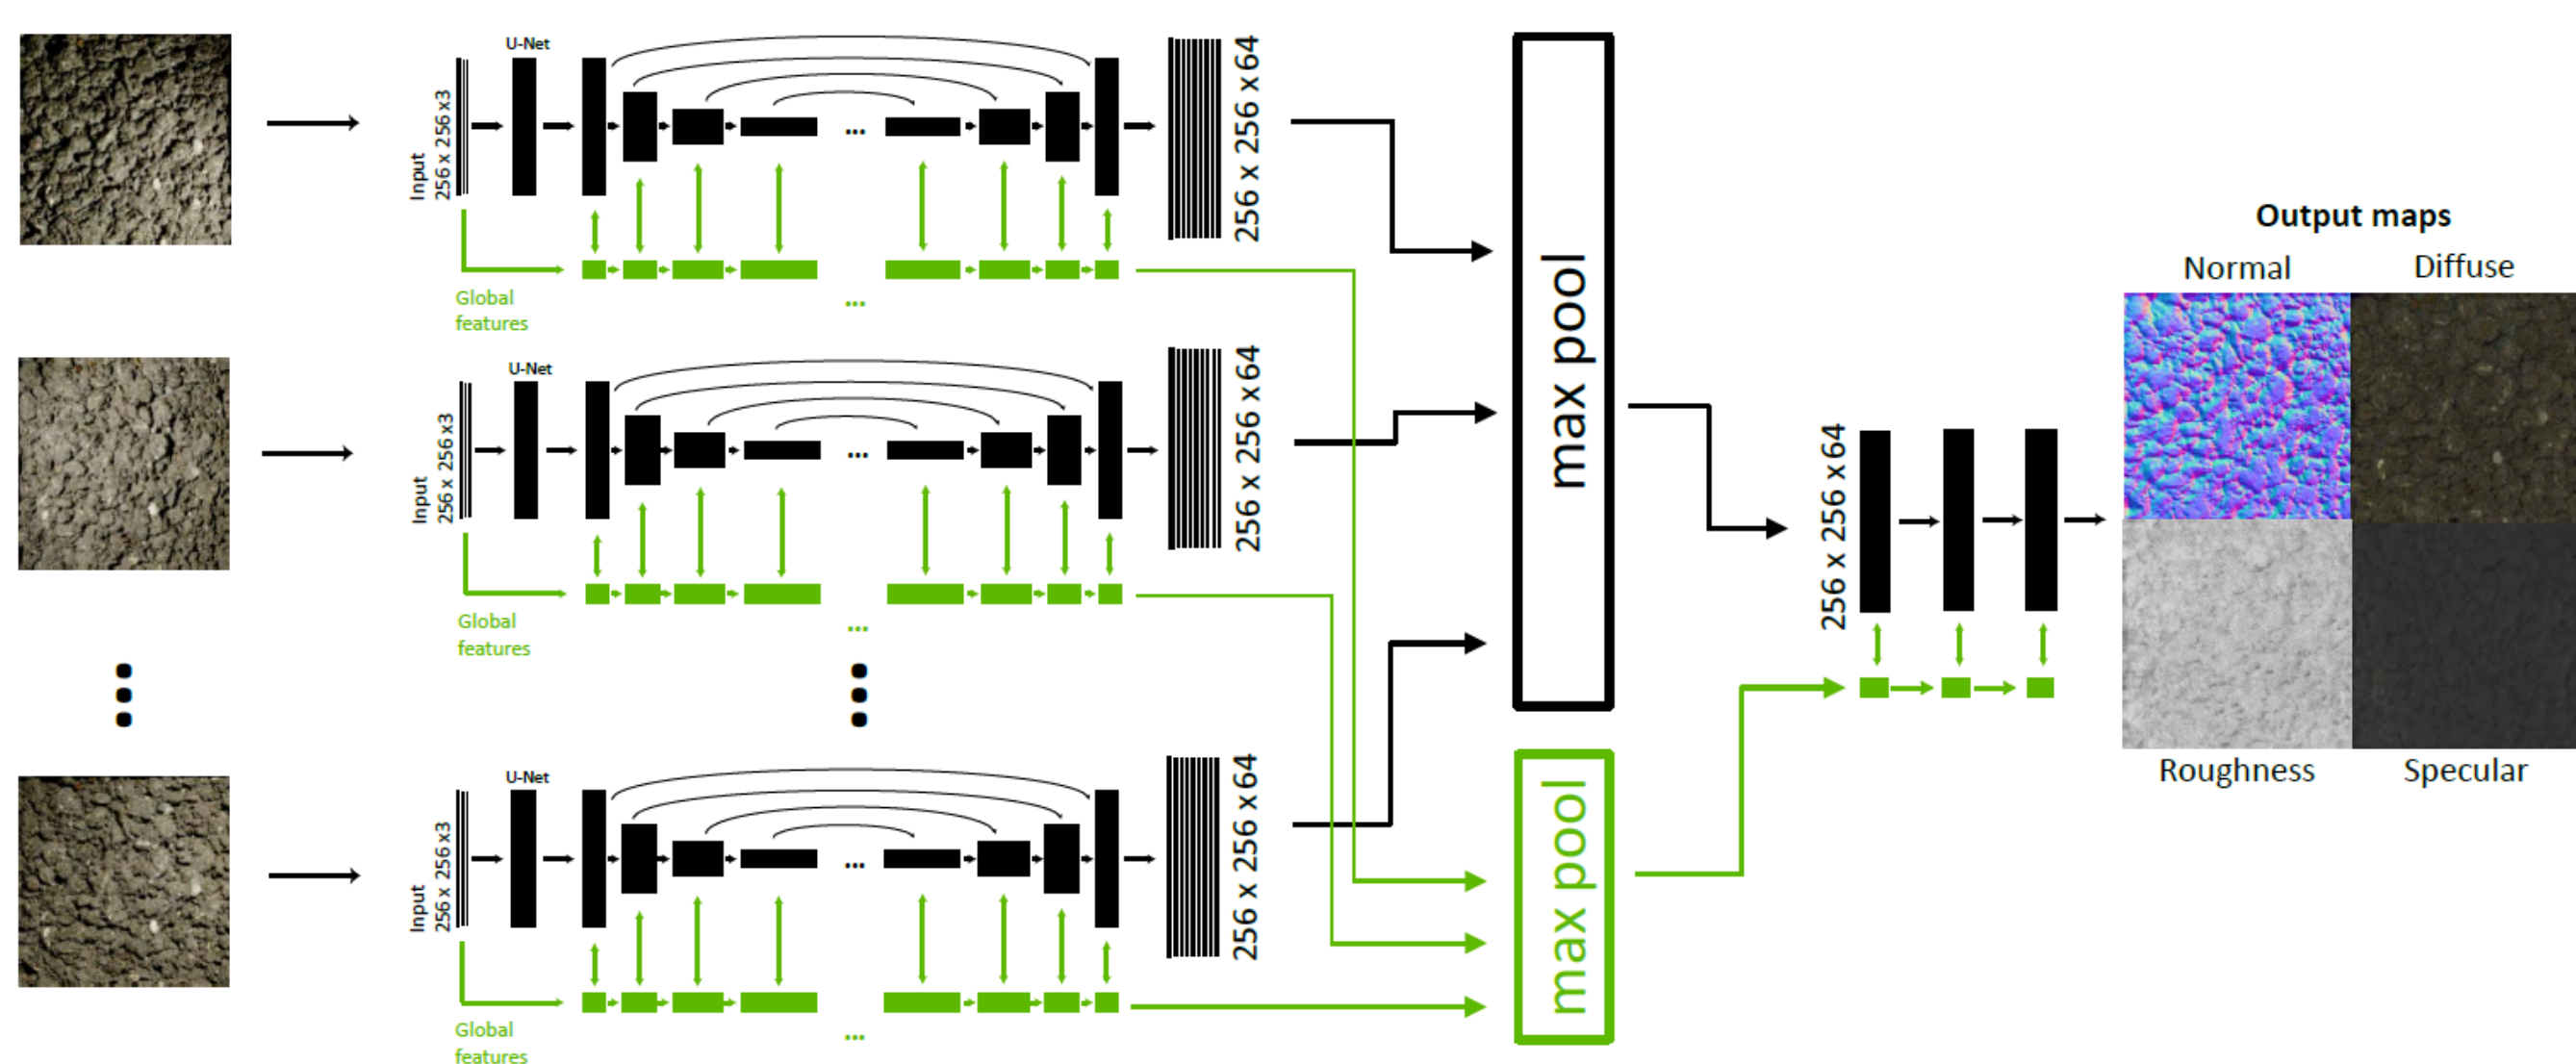 U-Net
Input
256 x 256 x3
256 x 256 x 64
Global
features
...
...
U-Net
Input
256 x 256 x3
256 x 256 x 64
Global
features
...
...
U-Net
Input
256 x 256 x3
256 x 256 x 64
Global
features
...
...
max pool
max pool
256 x 256 x 64
Output maps
Normal
Diffuse
Roughness
Specular